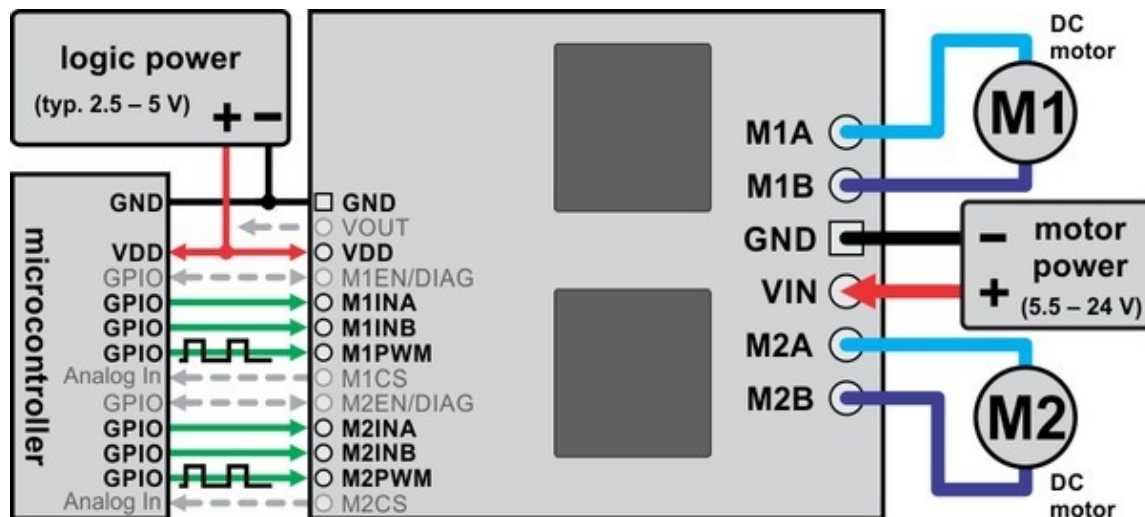 logic power
(typ. 2.5 – 5 V)
+ −
microcontroller
GND
VDD
GPIO
GPIO
GPIO
GPIO
Analog In
GPIO
GPIO
GPIO
GPIO
Analog In
GND
VOUT
VDD
M1EN/DIAG
M1INA
M1INB
M1PWM
M1CS
M2EN/DIAG
M2INA
M2INB
M2PWM
M2CS
M1A
M1B
GND
VIN
M2A
M2B
DC
motor
M1
− motor
power
+ (5.5 – 24 V)
M2
DC
motor